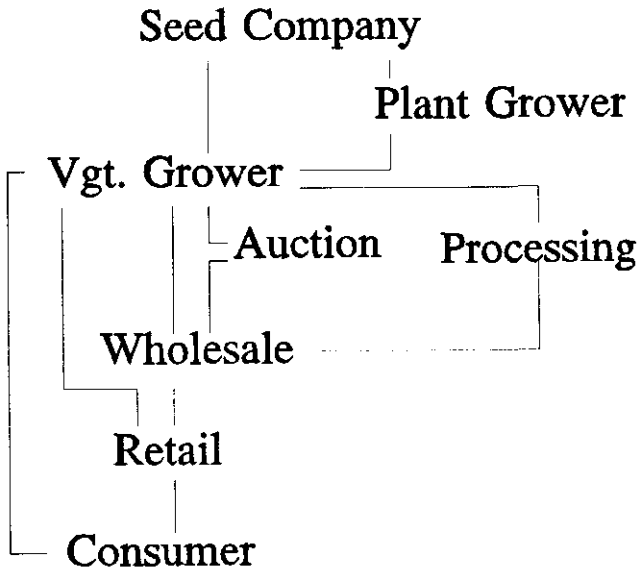 Seed Company
Plant Grower
Vgt. Grower
Auction
Processing
Wholesale
Retail
Consumer